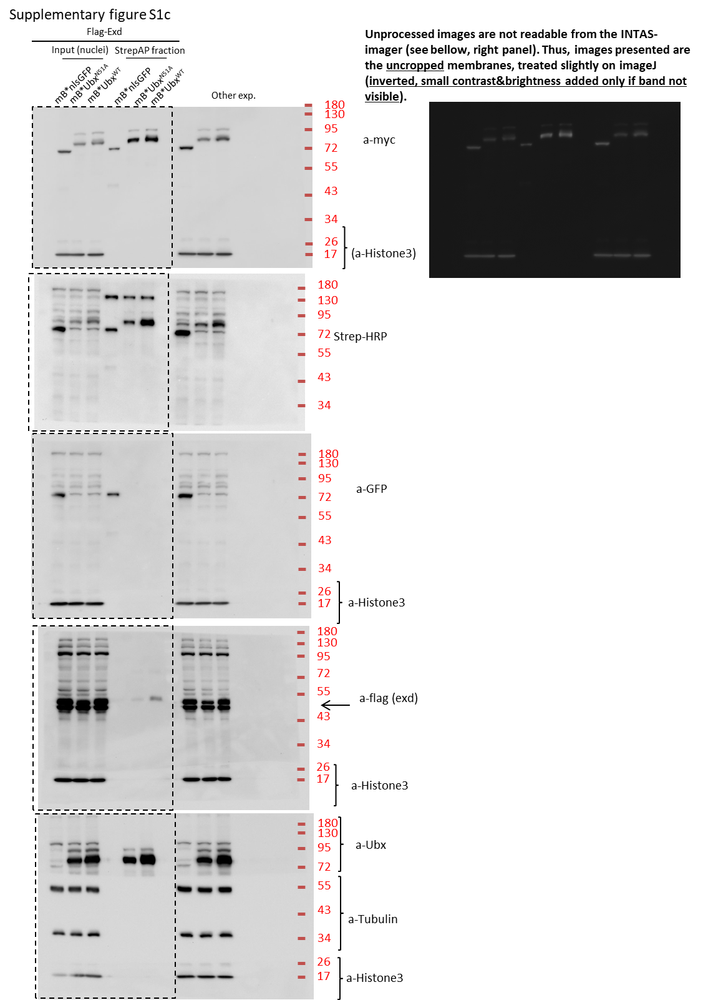 Supplementary figure S1c
Flag-Exd
Input (nuclei) StrepAP fraction
mB*nlsGFP
mB*UbxN51A
mB*UbxWT
mB*nlsGFP
mB*UbxN51A
mB*UbxWT
Other exp.
Unprocessed images are not readable from the INTAS-
imager (see bellow, right panel). Thus, images presented are
the uncropped membranes, treated slightly on imageJ
(inverted, small contrast&brightness added only if band not
visible).
180
130
95
72
55
43
34
26
17
a-myc
(a-Histone3)
180
130
95
72
55
43
34
Strep-HRP
180
130
95
72
55
43
34
26
17
a-GFP
a-Histone3
180
130
95
72
55
43
34
26
17
a-flag (exd)
a-Histone3
180
130
95
72
55
43
34
26
17
a-Ubx
a-Tubulin
a-Histone3